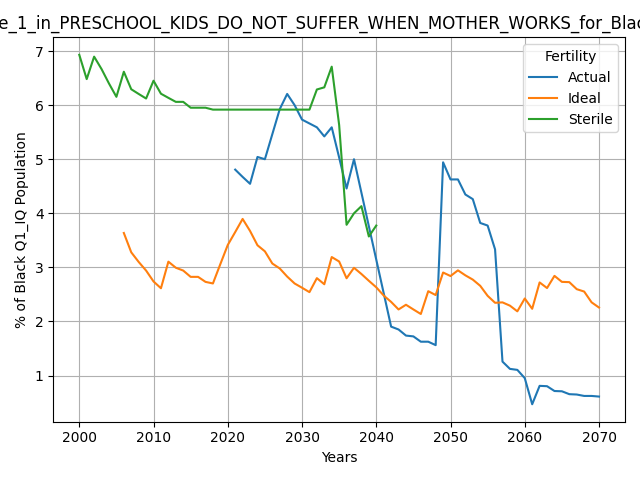 e_1_in_PRESCHOOL_KIDS_DO_NOT_SUFFER_WHEN_MOTHER_WORKS_for_Blac
Fertility
Actual
Ideal
Sterile
% of Black Q1_IQ Population
7
6
5
4
3
2
1
2000 2010 2020 2030 2040 2050 2060 2070
Years